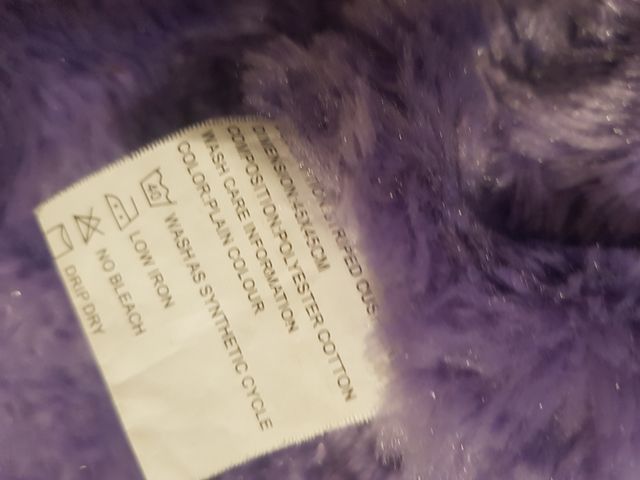 STRIPED
DIMENSION:45X45CM
COMPOSITION:POLYESTER COTTON
WASH CARE INFORMATION
COLOR:PLAIN COLOUR
40 WASH AS SYNTHETIC CYCLE
LOW IRON
NO BLEACH
DRIP DRY